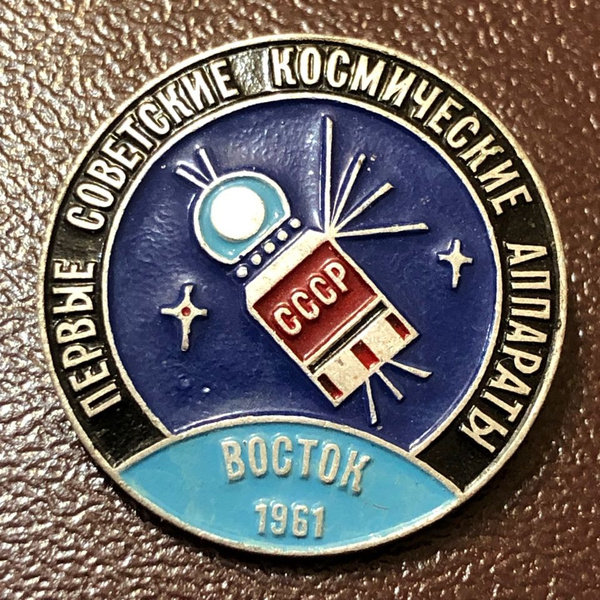 ПЕРВЫЕ СОВЕТСКИЕ КОСМИЧЕСКИЕ АППАРАТЫ
СССР
ВОСТОК
1961